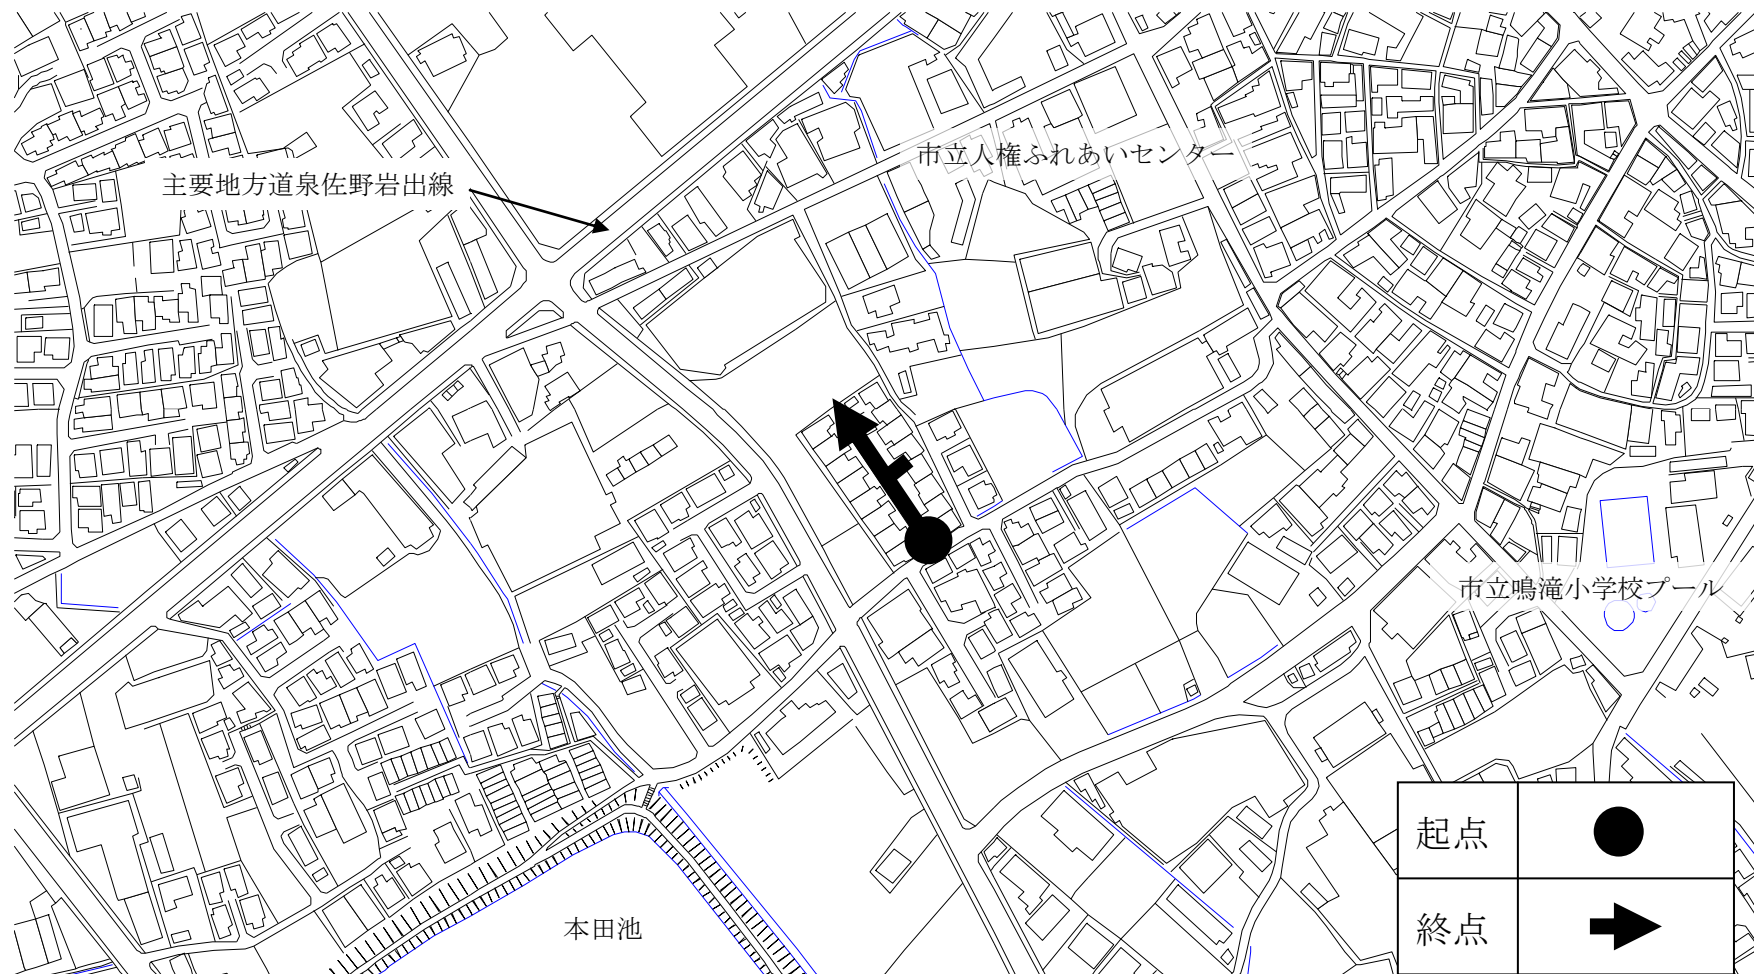 市立人権ふれあいセンター
主要地方道泉佐野岩出線
市立鳴滝小学校プール
起点
終点
本田池